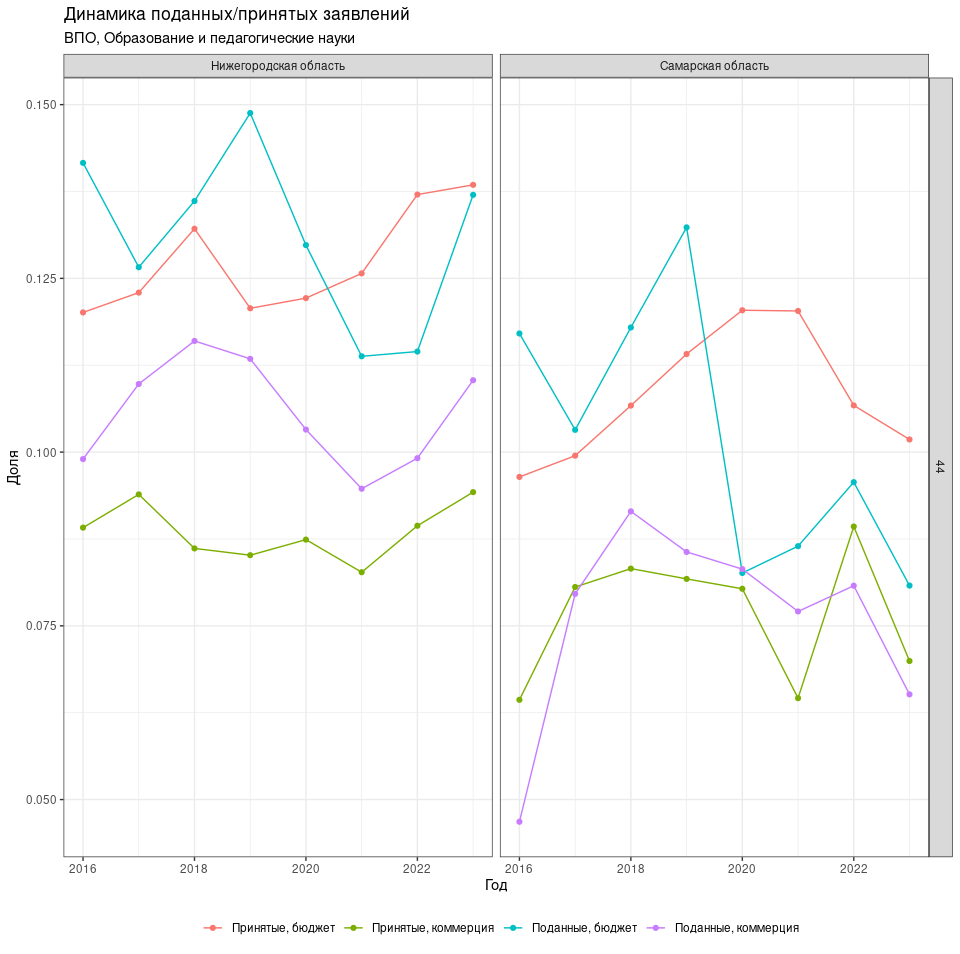 Динамика поданных/принятых заявлений
ВПО, Образование и педагогические науки
Нижегородская область
Самарская область
0.150
0.125
0.100
0.075
0.050
Доля
44
2016 2018 2020 2022
2016 2018 2020 2022
Год
Принятые, бюджет Принятые, коммерция Поданные, бюджет Поданные, коммерция